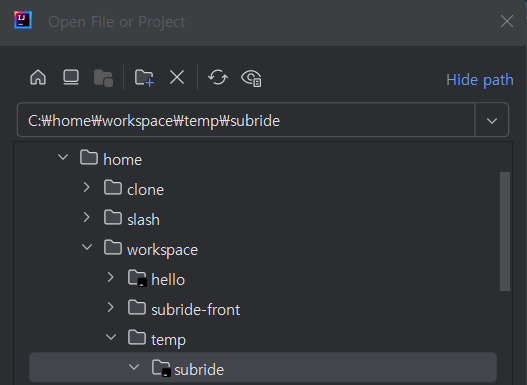 IJ
Open File or Project
Hide path
C:₩home₩workspace₩temp₩subride
home
clone
slash
workspace
hello
subride-front
temp
subride